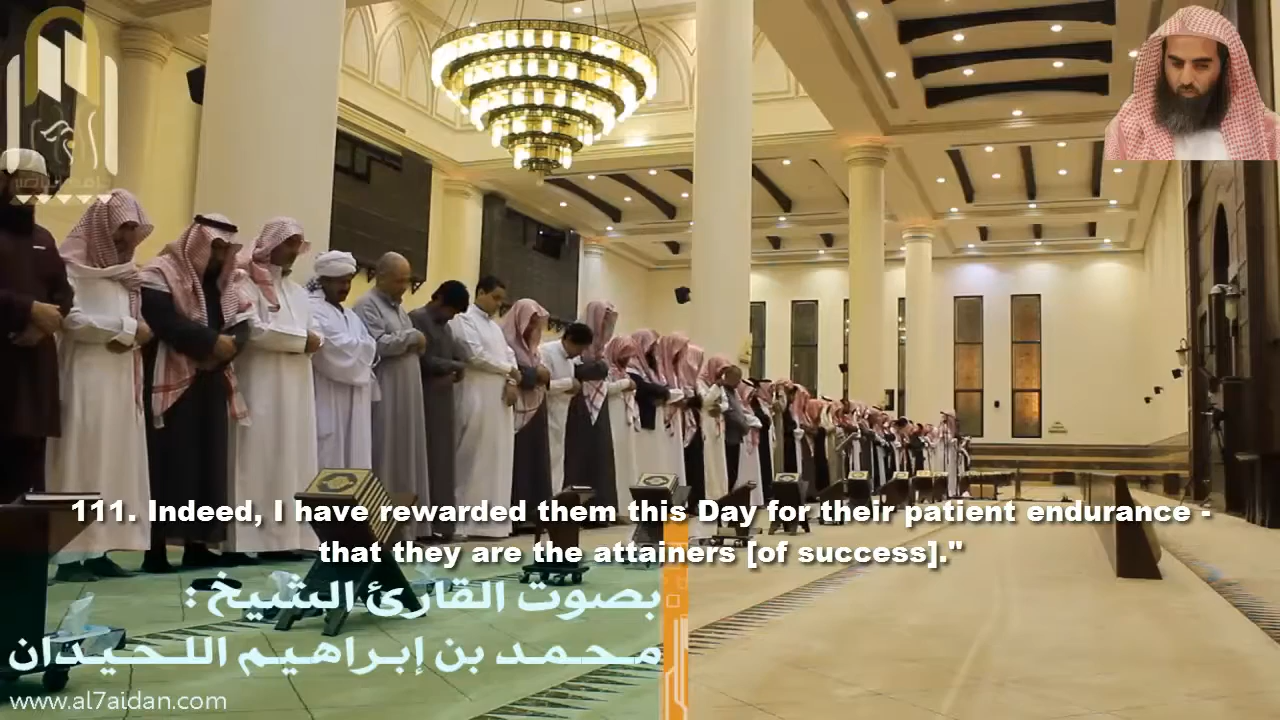 111. Indeed, I have rewarded them this Day for their patient endurance -
that they are the attainers [of success]."
بصوت القارئ الشيخ :
محمد بن إبراهيم اللحيدان
www.al7aidan.com